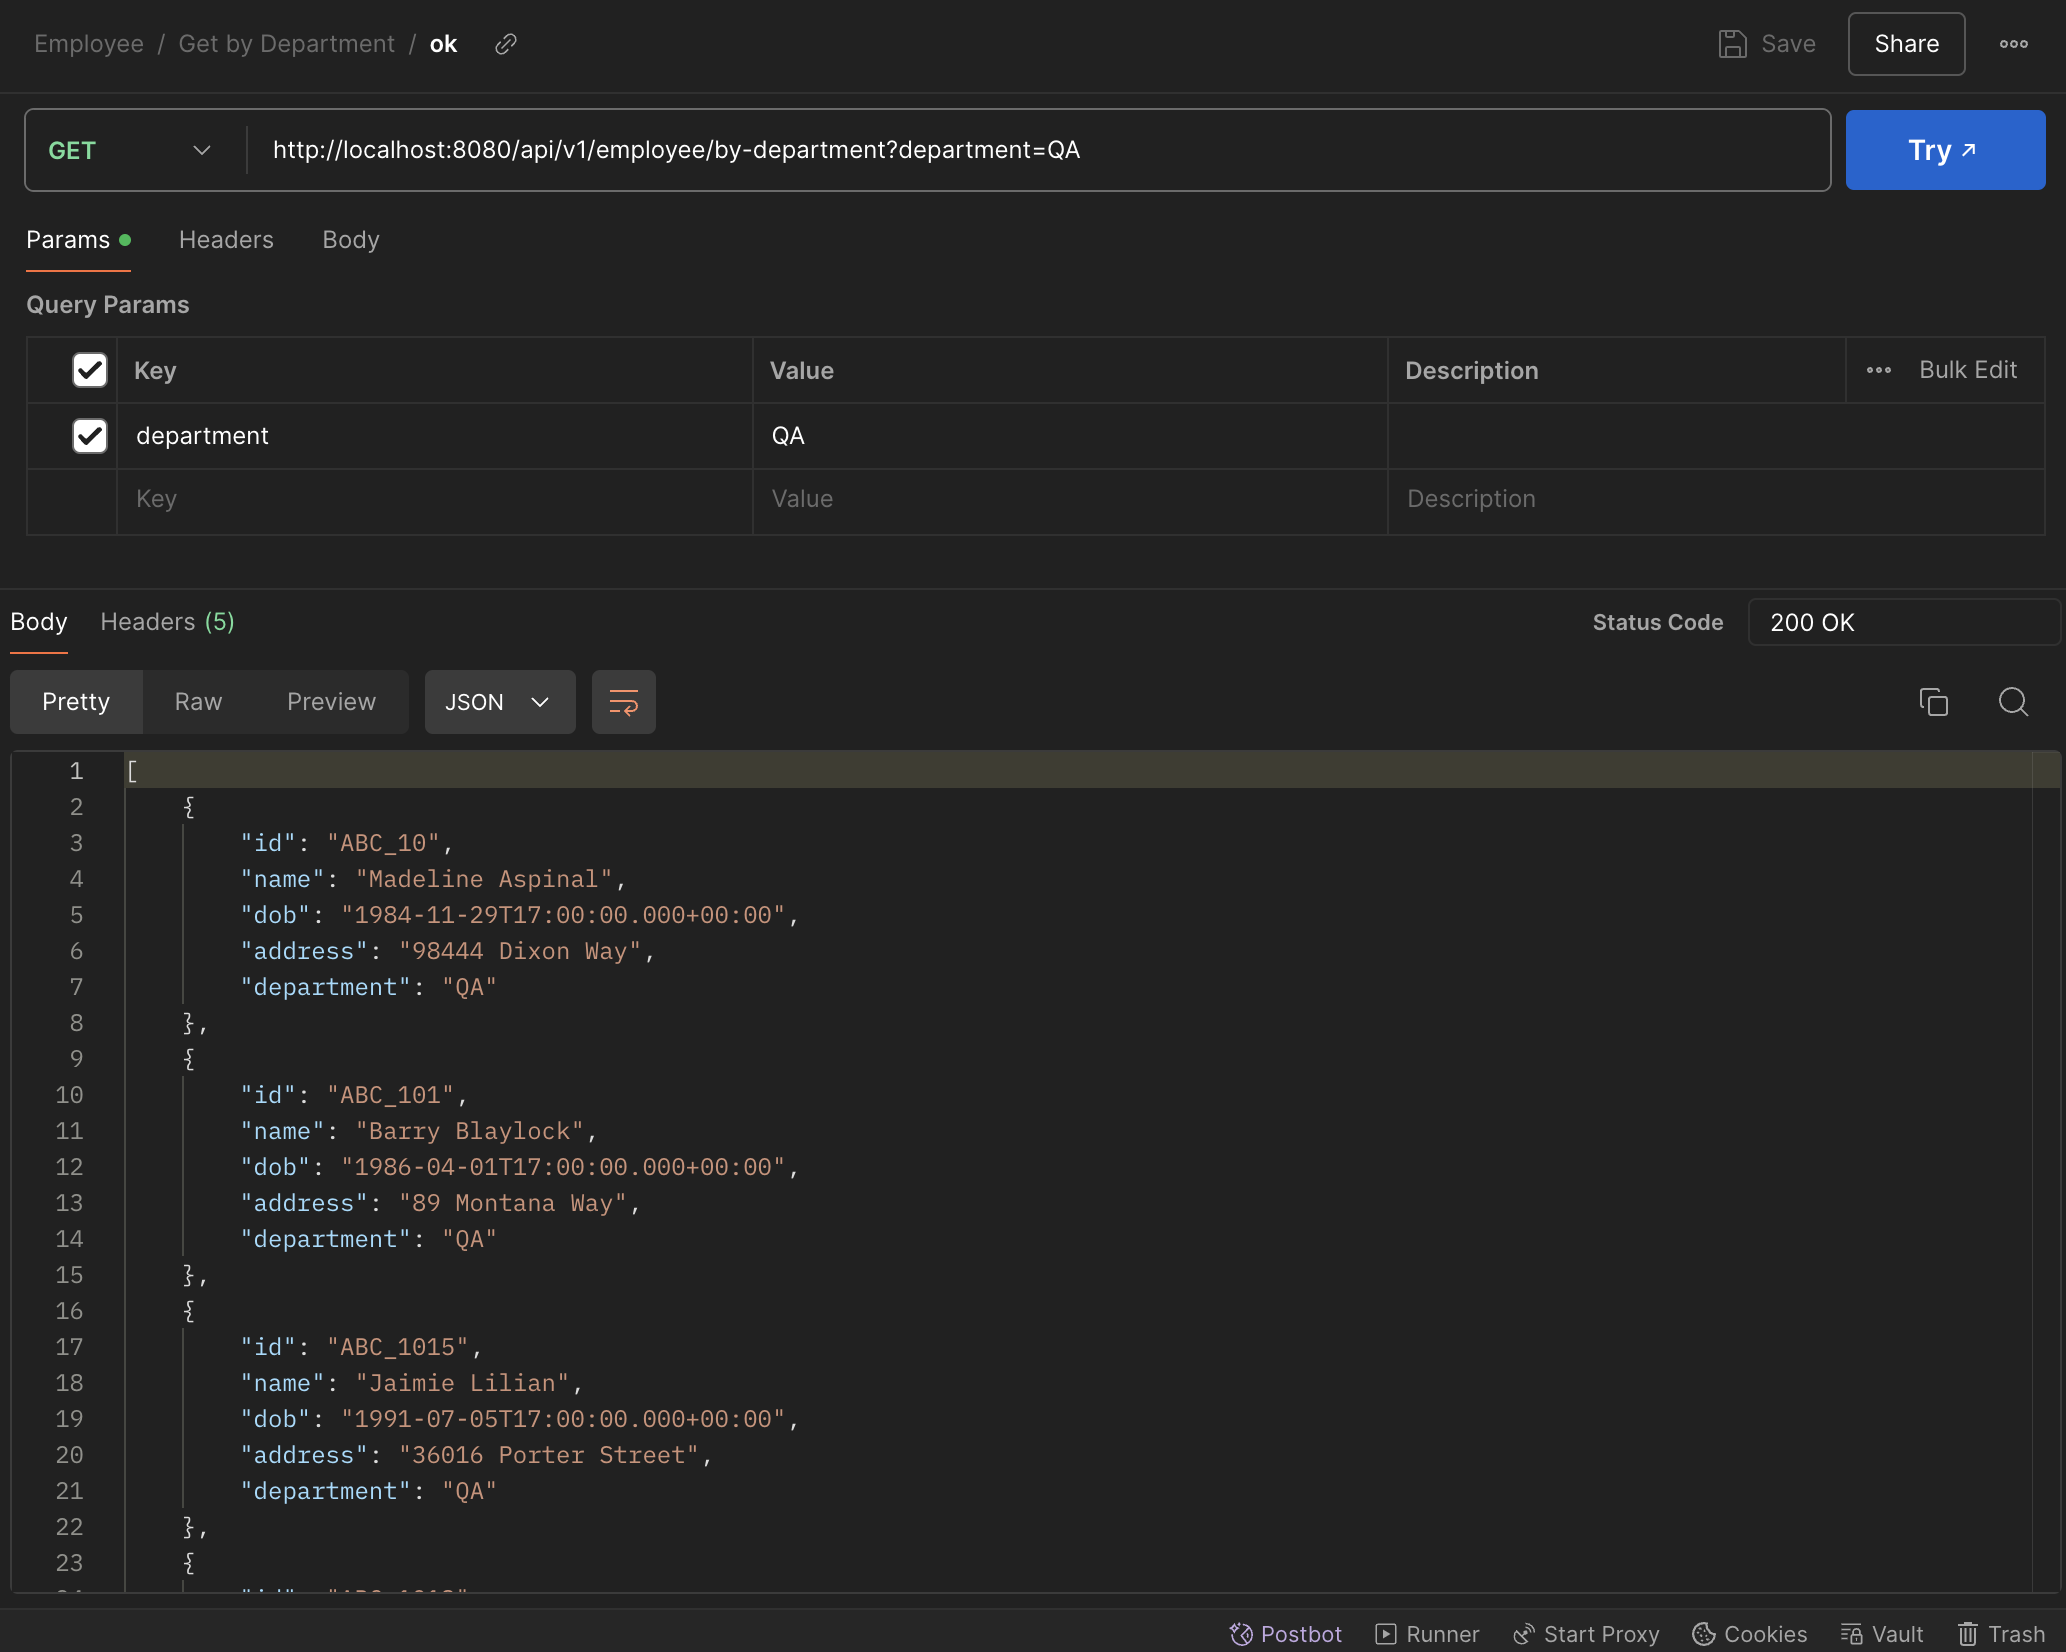 Employee / Get by Department / ok
Save
Share
GET
http://localhost:8080/api/v1/employee/by-department?department=QA
Try
Params
Headers
Body
Query Params
Key Value Description Bulk Edit
department QA
Key Value Description
Body
Headers (5)
Status Code
200 OK
Pretty
Raw
Preview
JSON
1 [
2 {
3 "id": "ABC_10",
4 "name": "Madeline Aspinal",
5 "dob": "1984-11-29T17:00:00.000+00:00",
6 "address": "98444 Dixon Way",
7 "department": "QA"
8 },
9 {
10 "id": "ABC_101",
11 "name": "Barry Blaylock",
12 "dob": "1986-04-01T17:00:00.000+00:00",
13 "address": "89 Montana Way",
14 "department": "QA"
15 },
16 {
17 "id": "ABC_1015",
18 "name": "Jaimie Lilian",
19 "dob": "1991-07-05T17:00:00.000+00:00",
20 "address": "36016 Porter Street",
21 "department": "QA"
22 },
23 {
Postbot
Runner
Start Proxy
Cookies
Vault
Trash